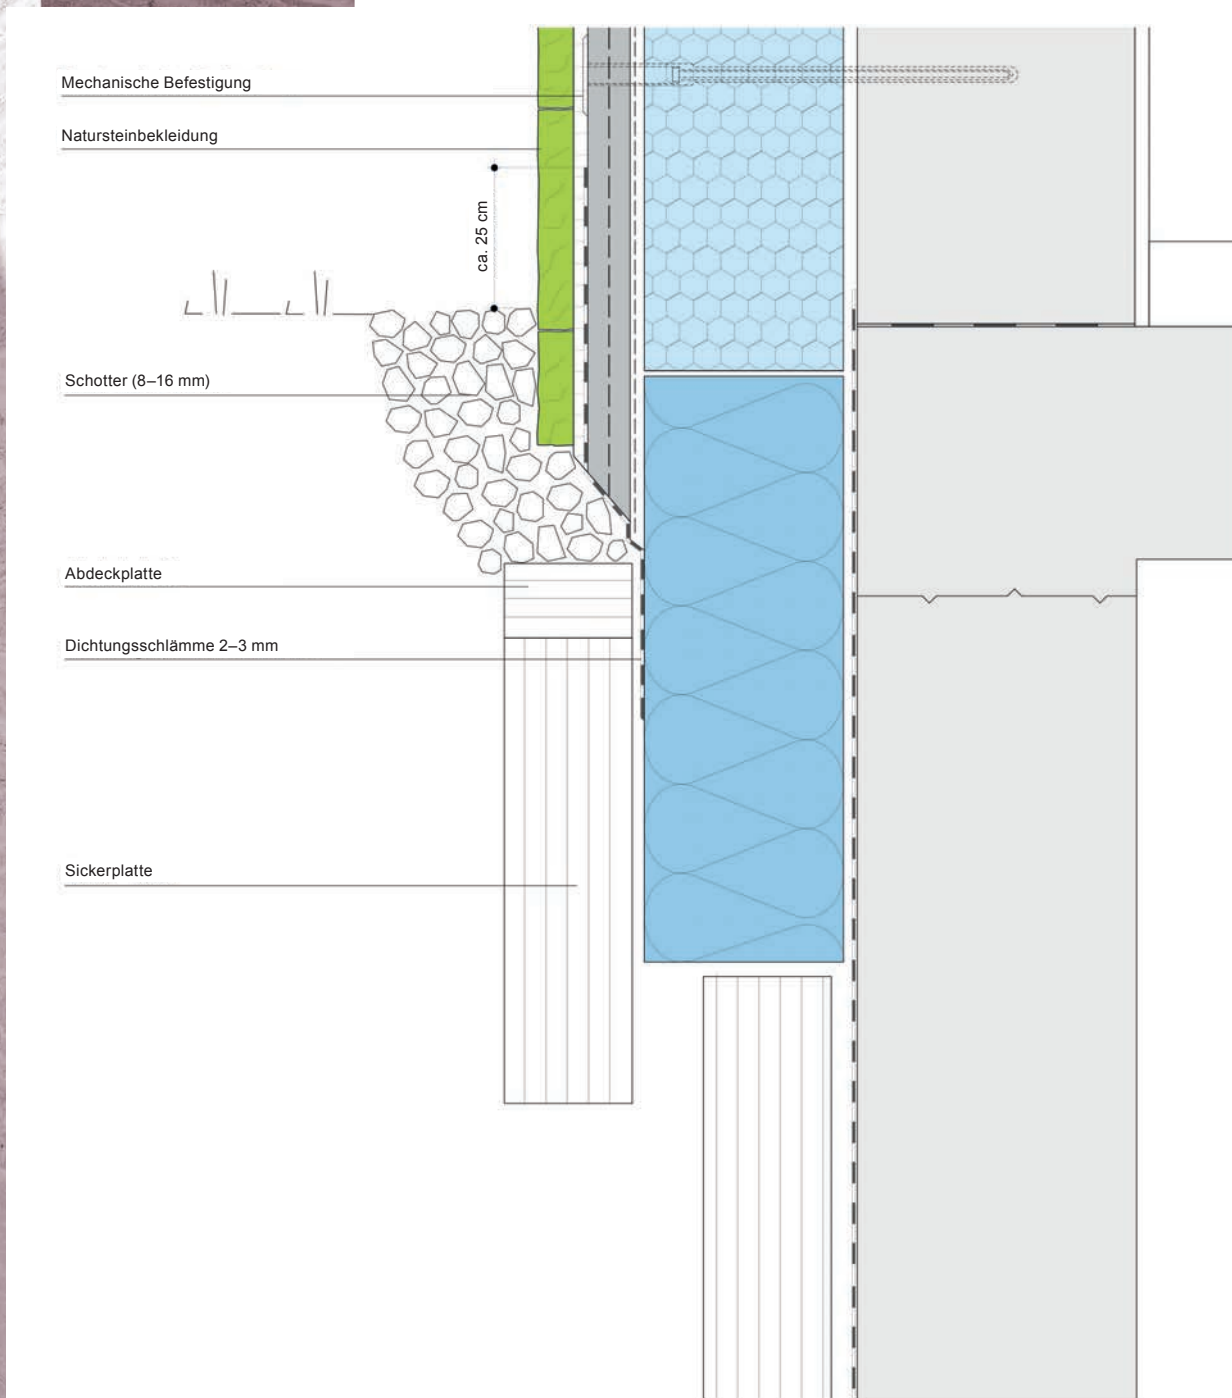 Mechanische Befestigung
Natursteinbekleidung
ca. 25 cm
Schotter (8–16 mm)
Abdeckplatte
Dichtungsschlämme 2–3 mm
Sickerplatte